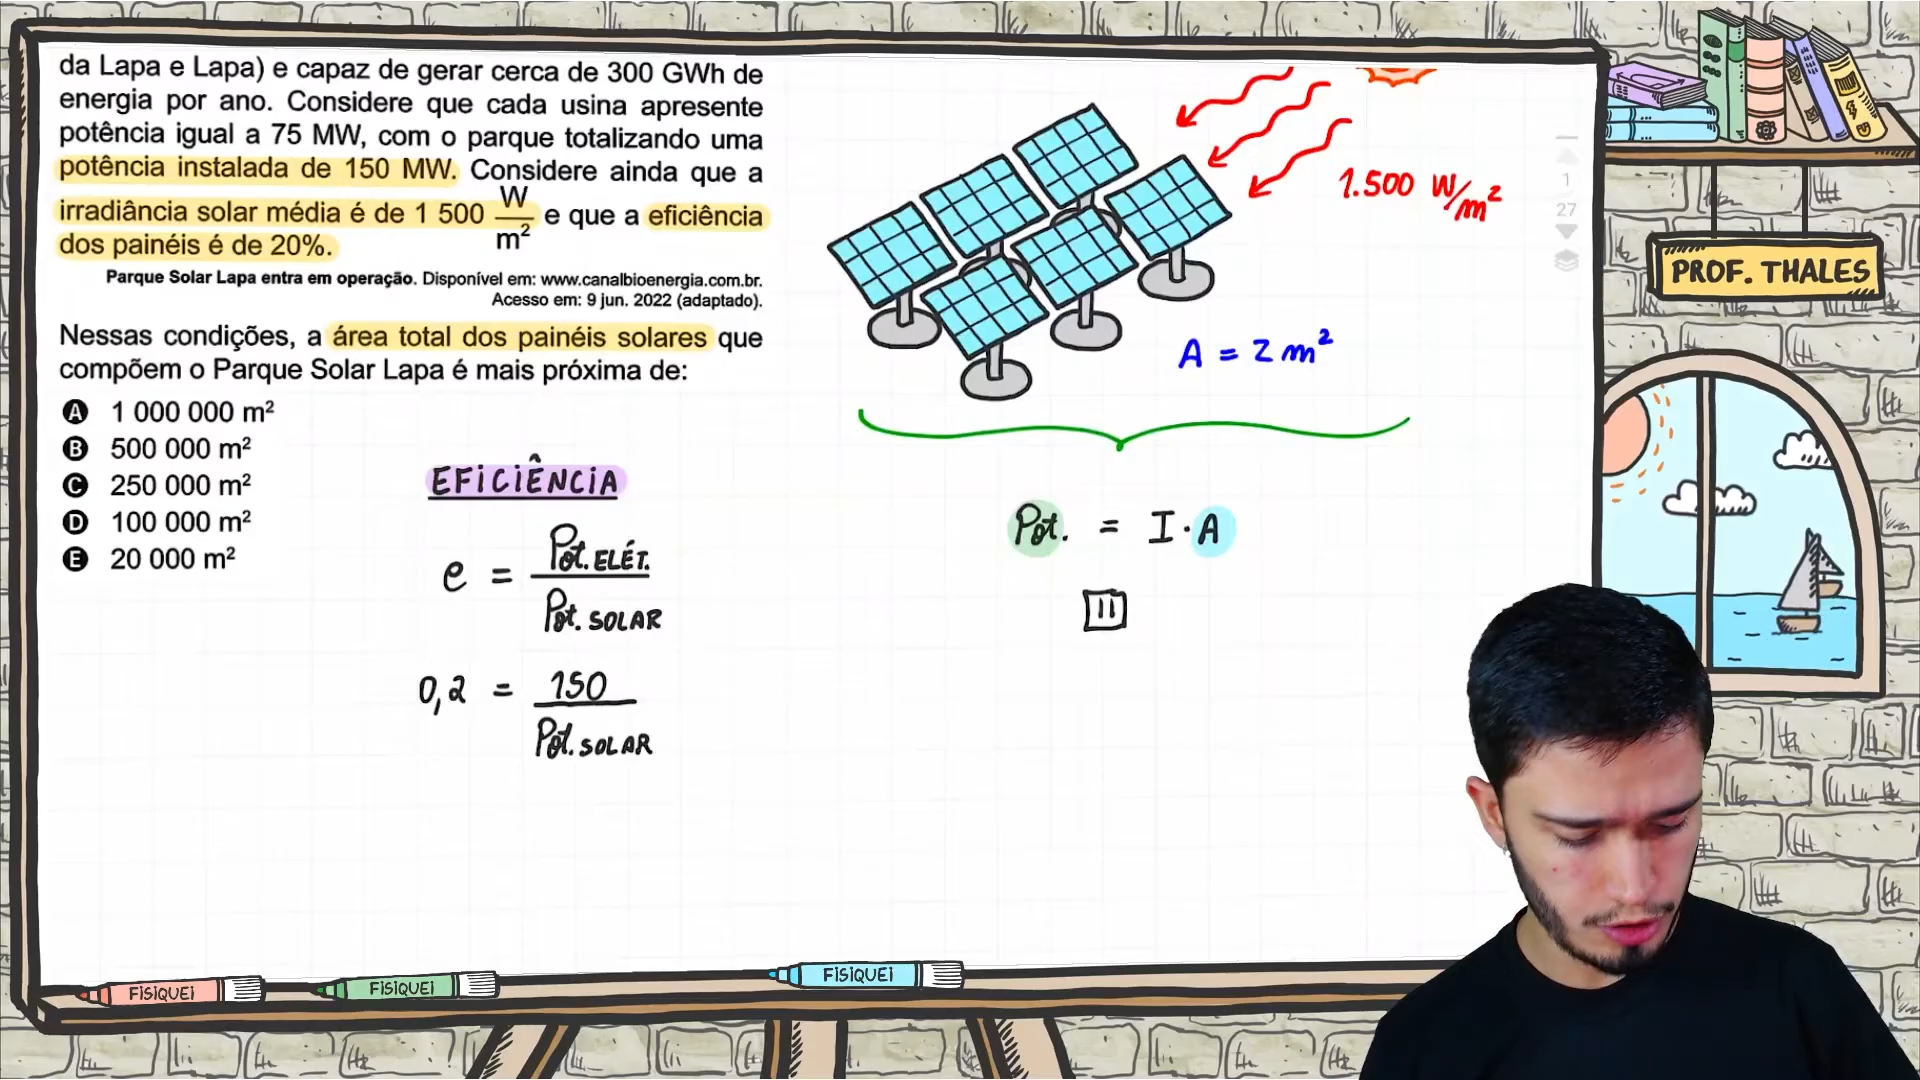 da Lapa e Lapa) e capaz de gerar cerca de 300 GWh de
energia por ano. Considere que cada usina apresente
potência igual a 75 MW, com o parque totalizando uma
potência instalada de 150 MW. Considere ainda que a
irradiância solar média é de 1 500 W/m² e que a eficiência
dos painéis é de 20%.
Parque Solar Lapa entra em operação. Disponível em: www.canalbioenergia.com.br.
Acesso em: 9 jun. 2022 (adaptado).
Nessas condições, a área total dos painéis solares que
compõem o Parque Solar Lapa é mais próxima de:
A 1 000 000 m²
B 500 000 m²
C 250 000 m²
D 100 000 m²
E 20 000 m²
EFICIÊNCIA
e = Pot. ELÉT. / Pot. SOLAR
0,2 = 150 / Pot. SOLAR
1.500 W/m²
A = 2 m²
Pot. = I · A
1
27
PROF. THALES
FISIQUEI
FISIQUEI
FISIQUEI